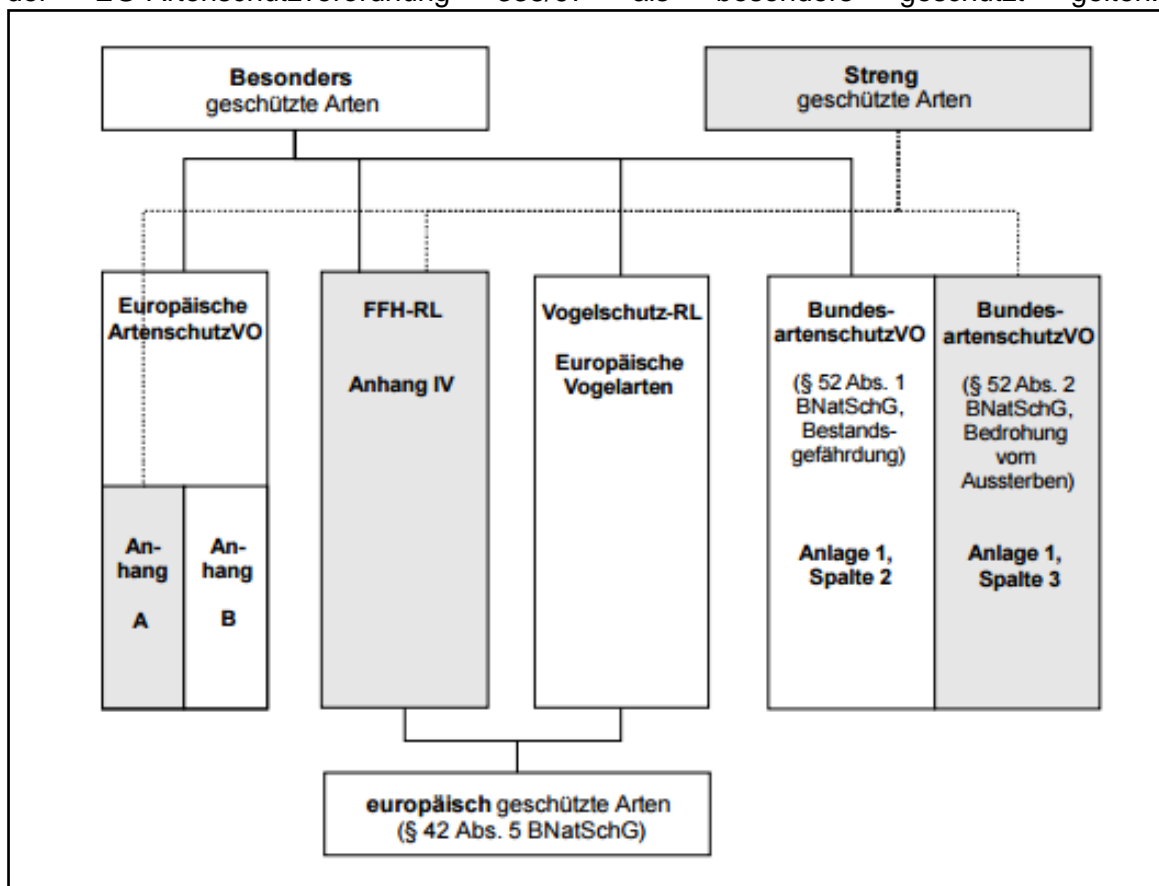 Besonders
geschützte Arten
Streng
geschützte Arten
Europäische
ArtenschutzVO
An-
hang
A
An-
hang
B
FFH-RL
Anhang IV
Vogelschutz-RL
Europäische
Vogelarten
Bundes-
artenschutzVO
(§ 52 Abs. 1
BNatSchG,
Bestands-
gefährdung)
Anlage 1,
Spalte 2
Bundes-
artenschutzVO
(§ 52 Abs. 2
BNatSchG,
Bedrohung
vom
Aussterben)
Anlage 1,
Spalte 3
europäisch geschützte Arten
(§ 42 Abs. 5 BNatSchG)